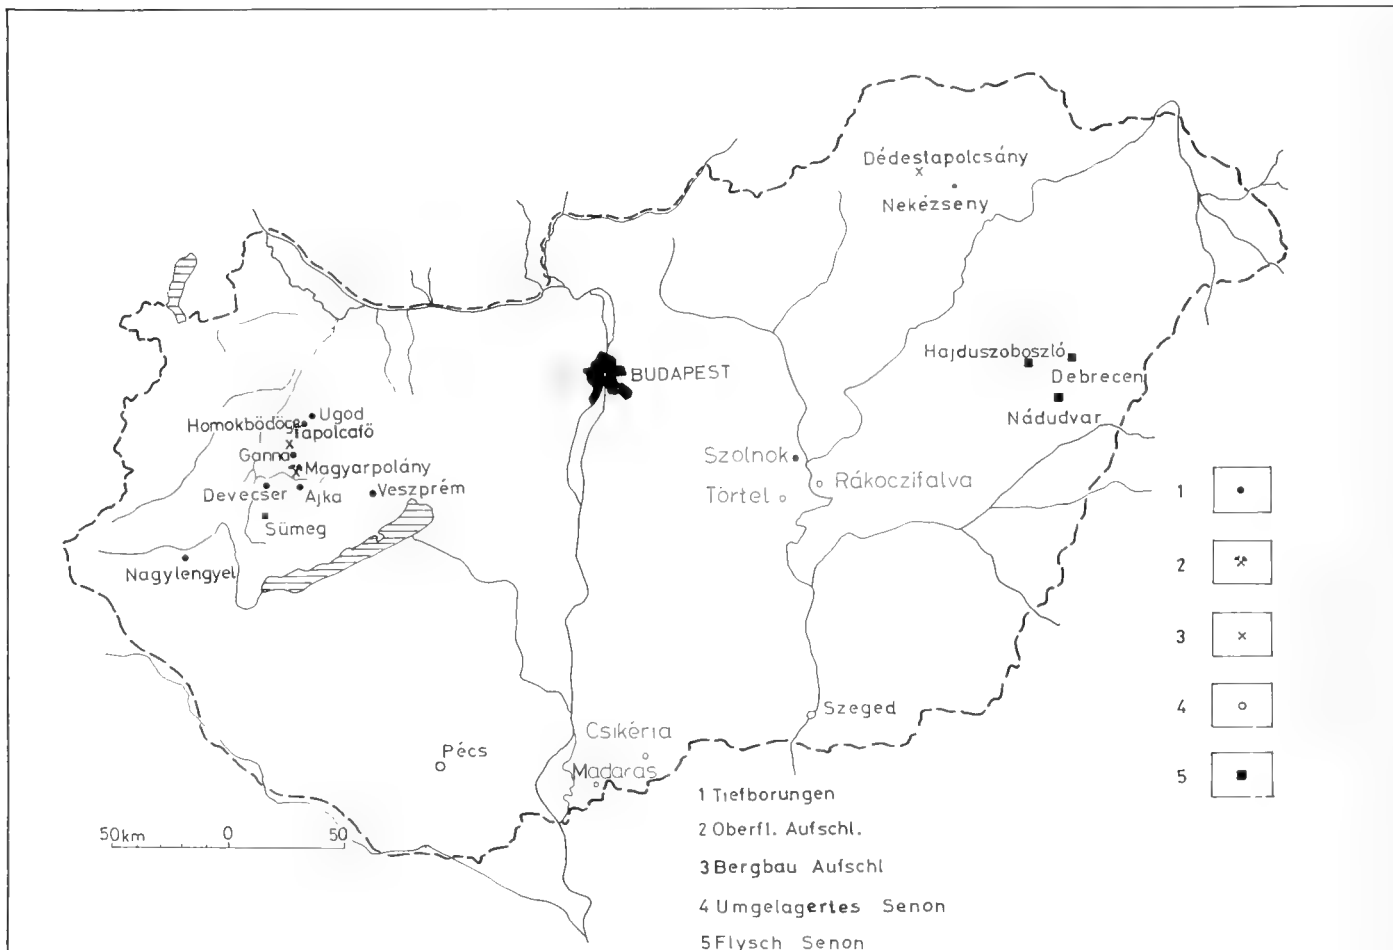 Dédestapolcsány
Nekézseny
Hajduszoboszló
BUDAPEST
Debrecen
Nádudvar
Homokbödöge
Ugod
Tapolcafö
Ganna
Magyarpolány
Szolnok
Devecser
Ajka
Veszprém
Törtel
Rákoczifalva
Sümeg
Nagylengyel
Szeged
Csikéria
Pécs
Madaras
50km 0 50
1
2
3
4
5
1 Tiefborungen
2 Oberfl. Aufschl.
3 Bergbau Aufschl
4 Umgelagertes Senon
5 Flysch Senon